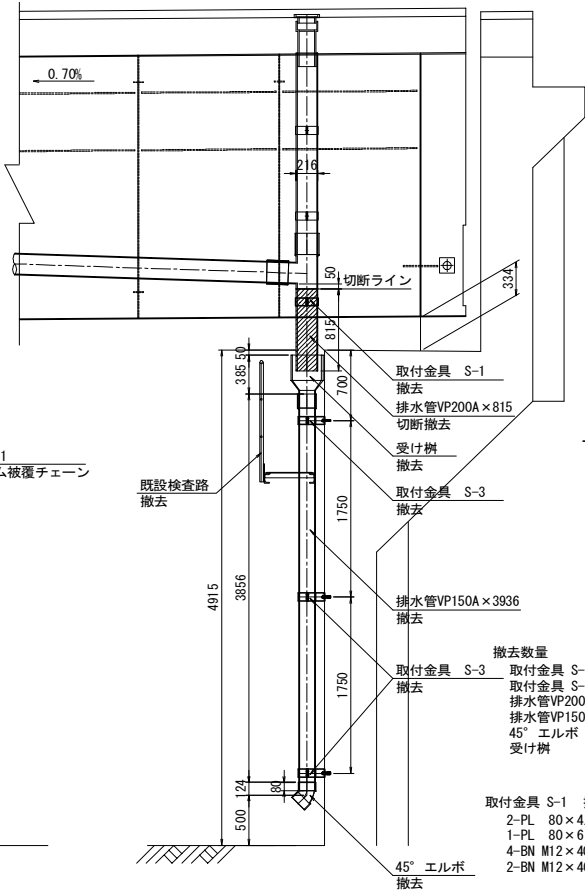 0.70%
216
50
切断ライン
334
815
50
385
700
取付金具 S-1
撤去
排水管VP200A×815
切断撤去
受け桝
撤去
1
ム被覆チェーン
既設検査路
撤去
取付金具 S-3
撤去
1750
4915
3856
排水管VP150A×3936
撤去
取付金具 S-3
撤去
1750
撤去数量
取付金具 S-
取付金具 S-
排水管VP200
排水管VP150
45° エルボ
受け桝
124
80
500
取付金具 S-1
2-PL 80×4
1-PL 80×6
4-BN M12×4
2-BN M12×4
45° エルボ
撤去